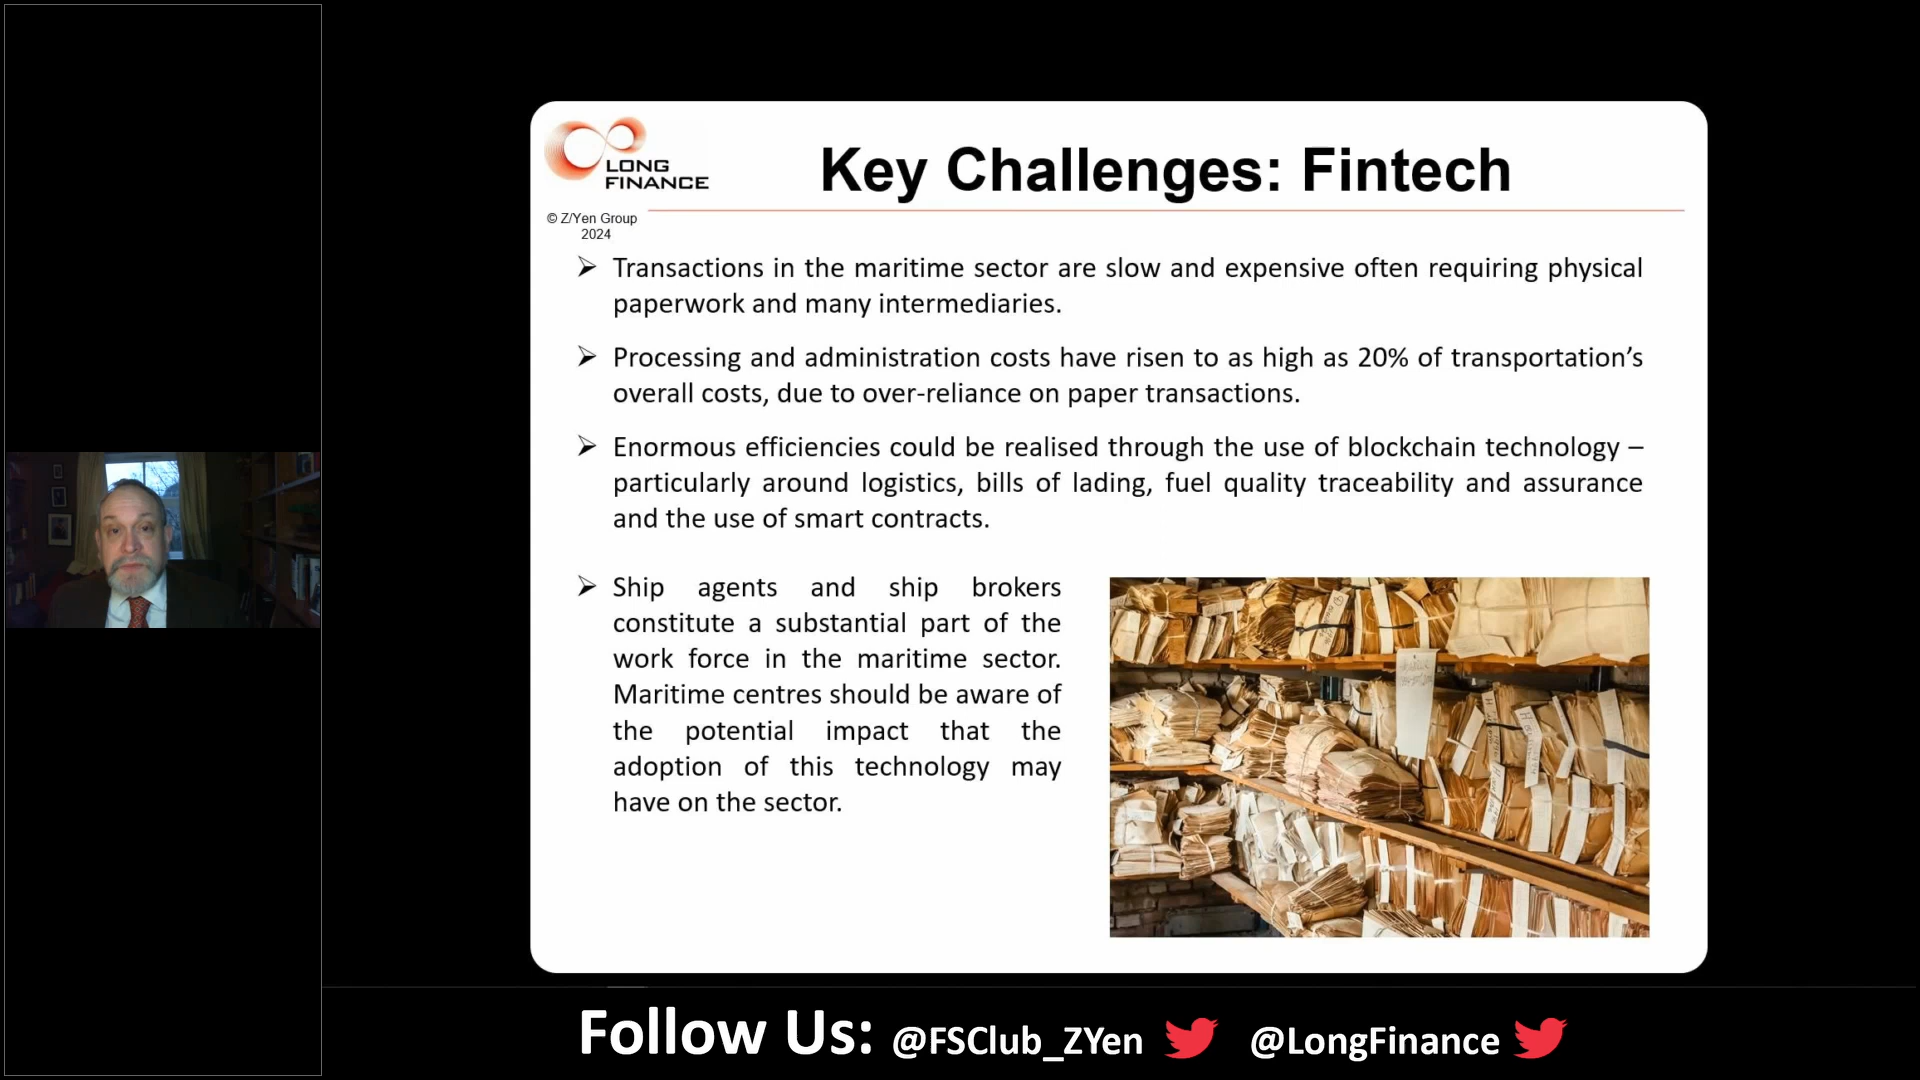 LONG
FINANCE
Key Challenges: Fintech
© Z/Yen Group
2024
➢ Transactions in the maritime sector are slow and expensive often requiring physical
paperwork and many intermediaries.
➢ Processing and administration costs have risen to as high as 20% of transportation’s
overall costs, due to over-reliance on paper transactions.
➢ Enormous efficiencies could be realised through the use of blockchain technology –
particularly around logistics, bills of lading, fuel quality traceability and assurance
and the use of smart contracts.
➢ Ship agents and ship brokers
constitute a substantial part of the
work force in the maritime sector.
Maritime centres should be aware of
the potential impact that the
adoption of this technology may
have on the sector.
Follow Us: @FSClub_ZYen @LongFinance